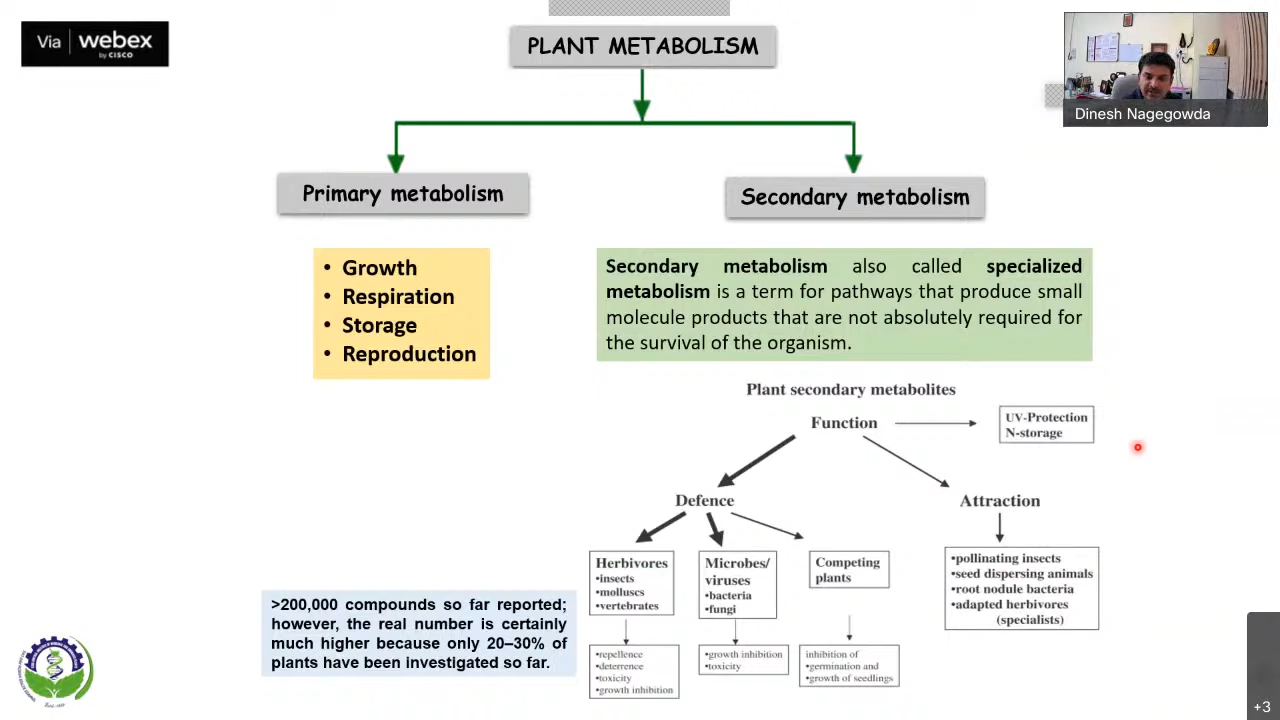 Via webex
by CISCO
PLANT METABOLISM
Dinesh Nagegowda
Primary metabolism
Secondary metabolism
• Growth
• Respiration
• Storage
• Reproduction
Secondary metabolism also called specialized
metabolism is a term for pathways that produce small
molecule products that are not absolutely required for
the survival of the organism.
Plant secondary metabolites
Function
UV-Protection
N-storage
Defence
Attraction
Herbivores
•insects
•molluscs
•vertebrates
Microbes/
viruses
•bacteria
•fungi
Competing
plants
•pollinating insects
•seed dispersing animals
•root nodule bacteria
•adapted herbivores
(specialists)
•repellence
•deterrence
•toxicity
•growth inhibition
•growth inhibition
•toxicity
inhibition of
•germination and
•growth of seedlings
>200,000 compounds so far reported;
however, the real number is certainly
much higher because only 20–30% of
plants have been investigated so far.
+3